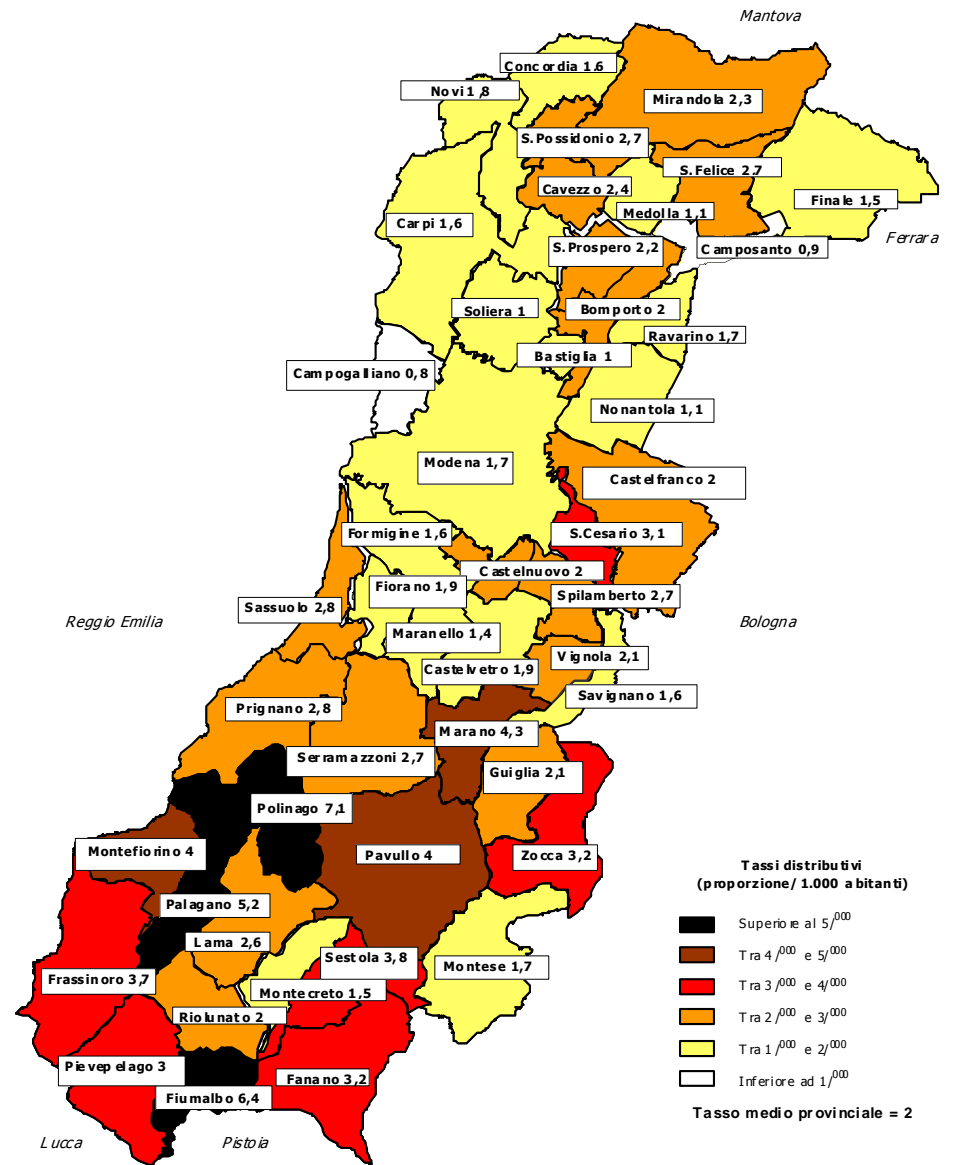 Mantova
Concordia 1.6
Novi 1,8
Mirandola 2,3
S.Possidonio 2,7
S.Felice 2.7
Cavezzo 2,4
Finale 1,5
Medolla 1,1
Carpi 1,6
Ferrara
S.Prospero 2,2
Camposanto 0,9
Soliera 1
Bomporto 2
Ravarino 1,7
Bastiglia 1
Campogalliano 0,8
Nonantola 1,1
Modena 1,7
Castelfranco 2
Formigine 1,6
S.Cesario 3,1
Castelnuovo 2
Fiorano 1,9
Spilamberto 2,7
Sassuolo 2,8
Reggio Emilia
Bologna
Maranello 1,4
Vignola 2,1
Castelvetro 1,9
Savignano 1,6
Prignano 2,8
Marano 4,3
Serramazzoni 2,7
Guiglia 2,1
Polinago 7,1
Montefiorino 4
Pavullo 4
Zocca 3,2
Tassi distributivi
(proporzione/ 1.000 abitanti)
Palagano 5,2
Superiore al 5/000
Lama 2,6
Tra 4/000 e 5/000
Sestola 3,8
Montese 1,7
Frassinoro 3,7
Tra 3/000 e 4/000
Montecreto 1,5
Riolunato 2
Tra 2/000 e 3/000
Tra 1/000 e 2/000
Pievepelago 3
Fanano 3,2
Inferiore ad 1/000
Fiumalbo 6,4
Tasso medio provinciale = 2
Lucca
Pistoia